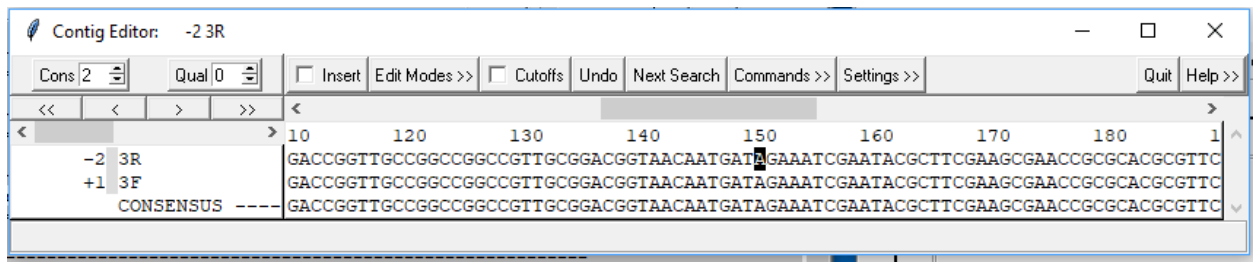 Contig Editor: -2 3R
Cons 2 Qual 0 Insert Edit Modes >> Cutoffs Undo Next Search Commands >> Settings >> Quit Help >>
<< < > >>
10 120 130 140 150 160 170 180 1
-2 3R GACCGGTTGCCGGCCGGCCGTTGCGGACGGTAACAATGATAGAAATCGAATACGCTTCGAAGCGAACCGCGCACGCGTTC
+1 3F GACCGGTTGCCGGCCGGCCGTTGCGGACGGTAACAATGATAGAAATCGAATACGCTTCGAAGCGAACCGCGCACGCGTTC
CONSENSUS ---- GACCGGTTGCCGGCCGGCCGTTGCGGACGGTAACAATGATAGAAATCGAATACGCTTCGAAGCGAACCGCGCACGCGTTC